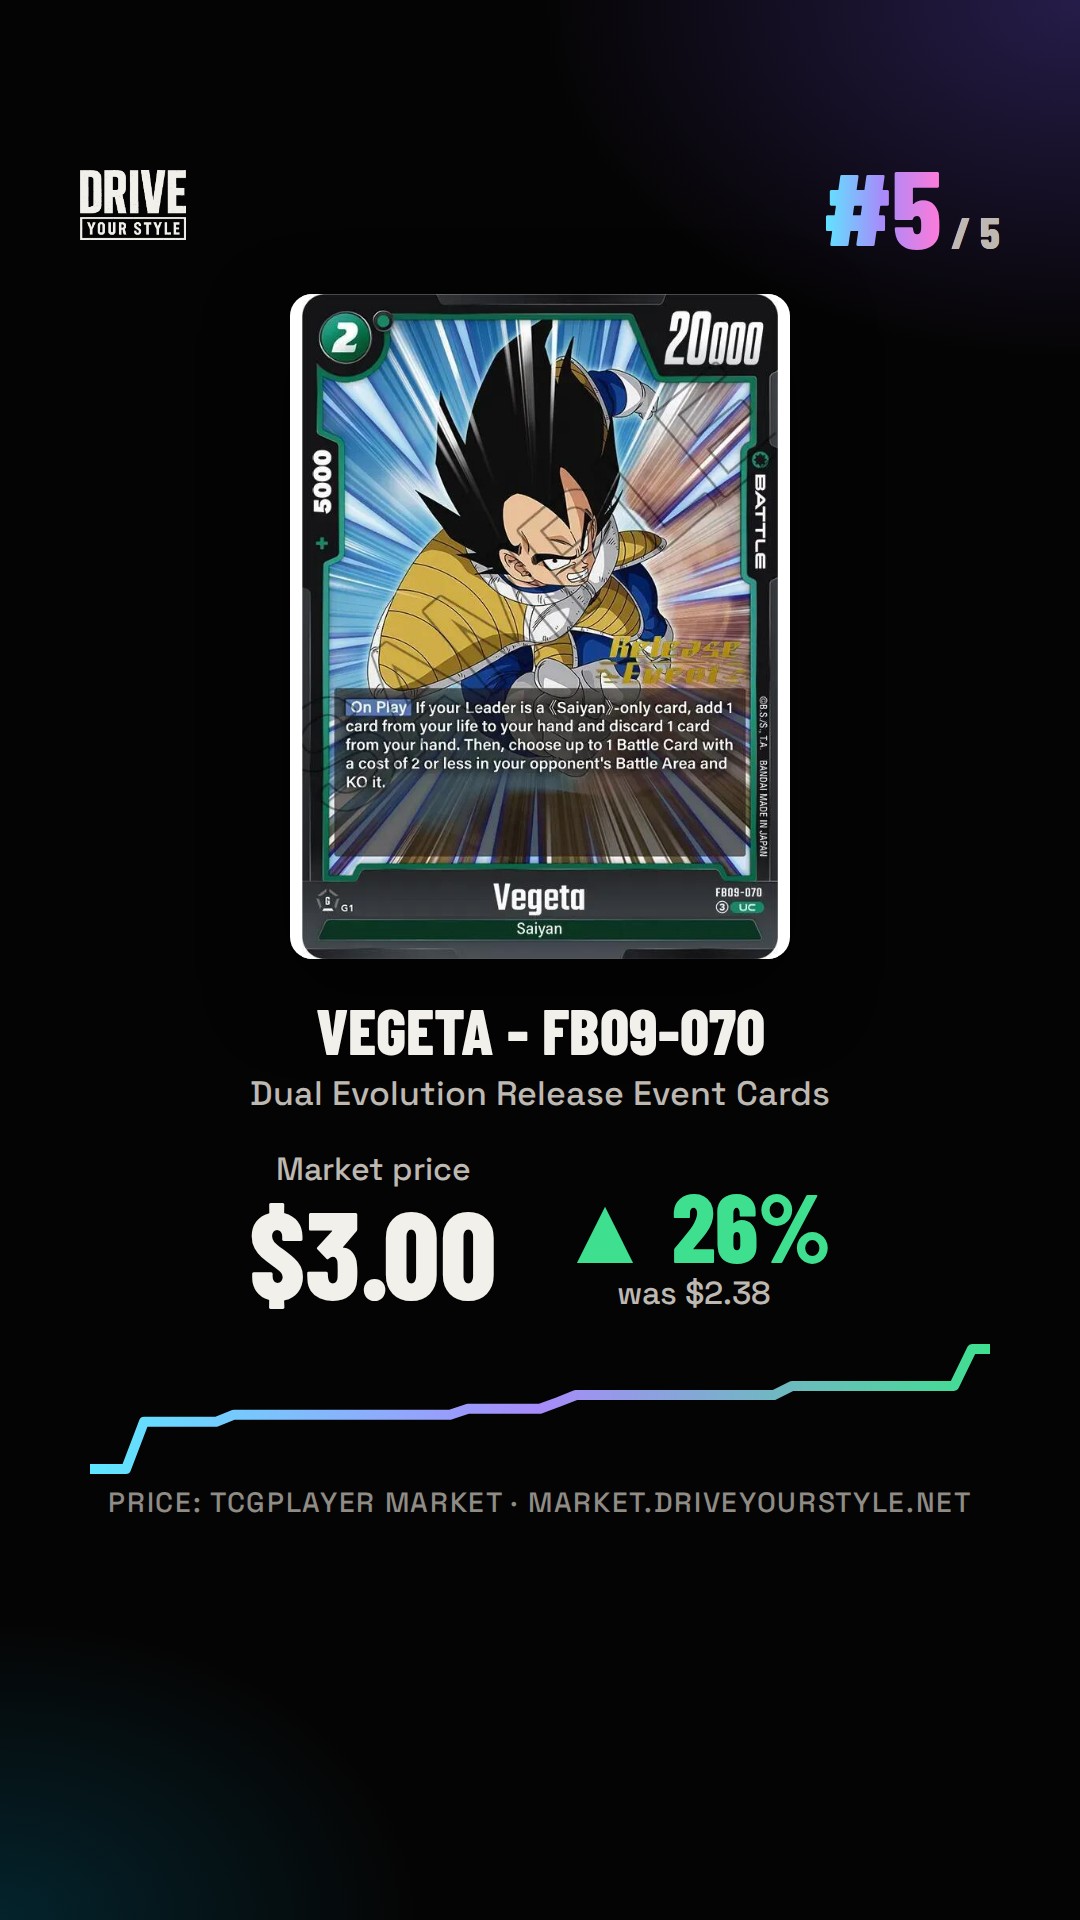 DRIVE
YOUR STYLE
#5 / 5
2
20000
5000
+
BATTLE
Release
Event
On Play If your Leader is a 《Saiyan》-only card, add 1
card from your life to your hand and discard 1 card
from your hand. Then, choose up to 1 Battle Card with
a cost of 2 or less in your opponent's Battle Area and
KO it.
©B.S./S., T.A. BANDAI MADE IN JAPAN
G
G1
Vegeta
FB09-070
3 UC
Saiyan
VEGETA - FB09-070
Dual Evolution Release Event Cards
Market price
$3.00
▲ 26%
was $2.38
PRICE: TCGPLAYER MARKET · MARKET.DRIVEYOURSTYLE.NET